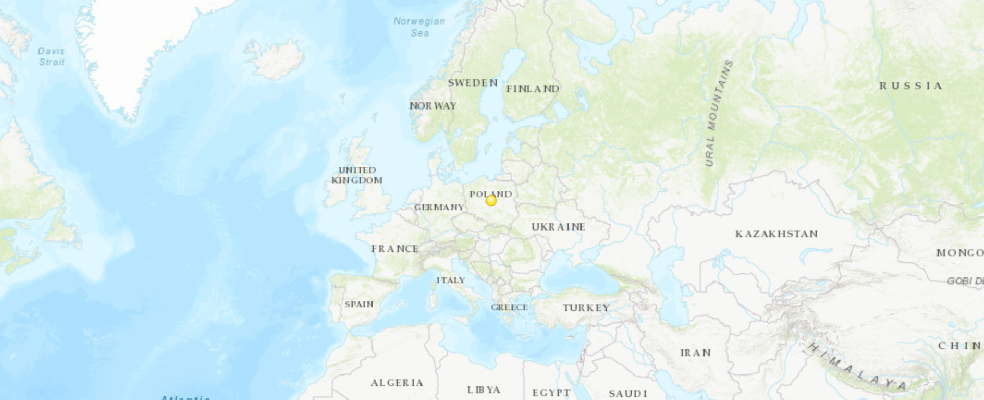 Norwegian
Sea
Davis
Strait
SWEDEN
FINLAND
RUSSIA
NORWAY
URAL MOUNTAINS
UNITED
KINGDOM
POLAND
GERMANY
UKRAINE
KAZAKHSTAN
FRANCE
MONGO
ITALY
GOBI DE
SPAIN
GREECE
TURKEY
CHIN
IRAN
HIMALAYA
ALGERIA
LIBYA
EGYPT
SAUDI
Atlantic